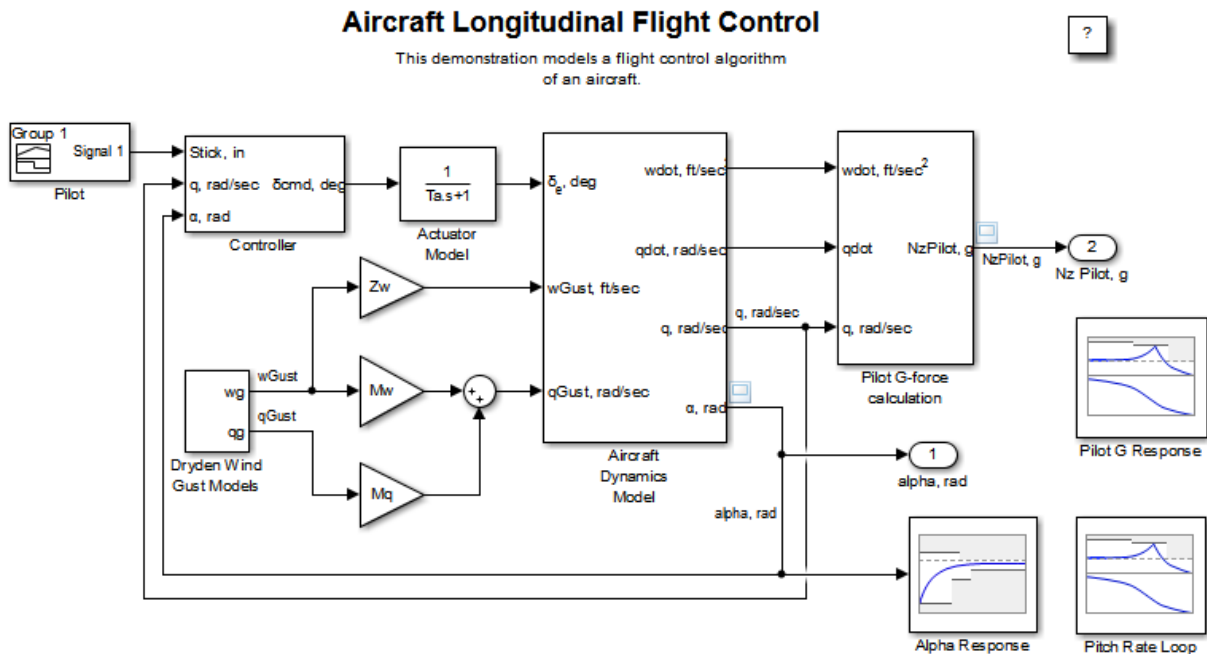 Aircraft Longitudinal Flight Control
?
This demonstration models a flight control algorithm
of an aircraft.
Group 1
Signal 1
Pilot
Stick, in
q, rad/sec
δcmd, deg
α, rad
Controller
1
Ta.s+1
Actuator
Model
δe, deg
wGust, ft/sec
qGust, rad/sec
wdot, ft/sec
qdot, rad/sec
q, rad/sec
α, rad
Aircraft
Dynamics
Model
q, rad/sec
wdot, ft/sec²
qdot
NzPilot, g
q, rad/sec
Pilot G-force
calculation
NzPilot, g
2
Nz Pilot, g
Zw
Mw
Mq
wg
qg
wGust
qGust
Dryden Wind
Gust Models
++
1
alpha, rad
alpha, rad
Pilot G Response
Alpha Response
Pitch Rate Loop